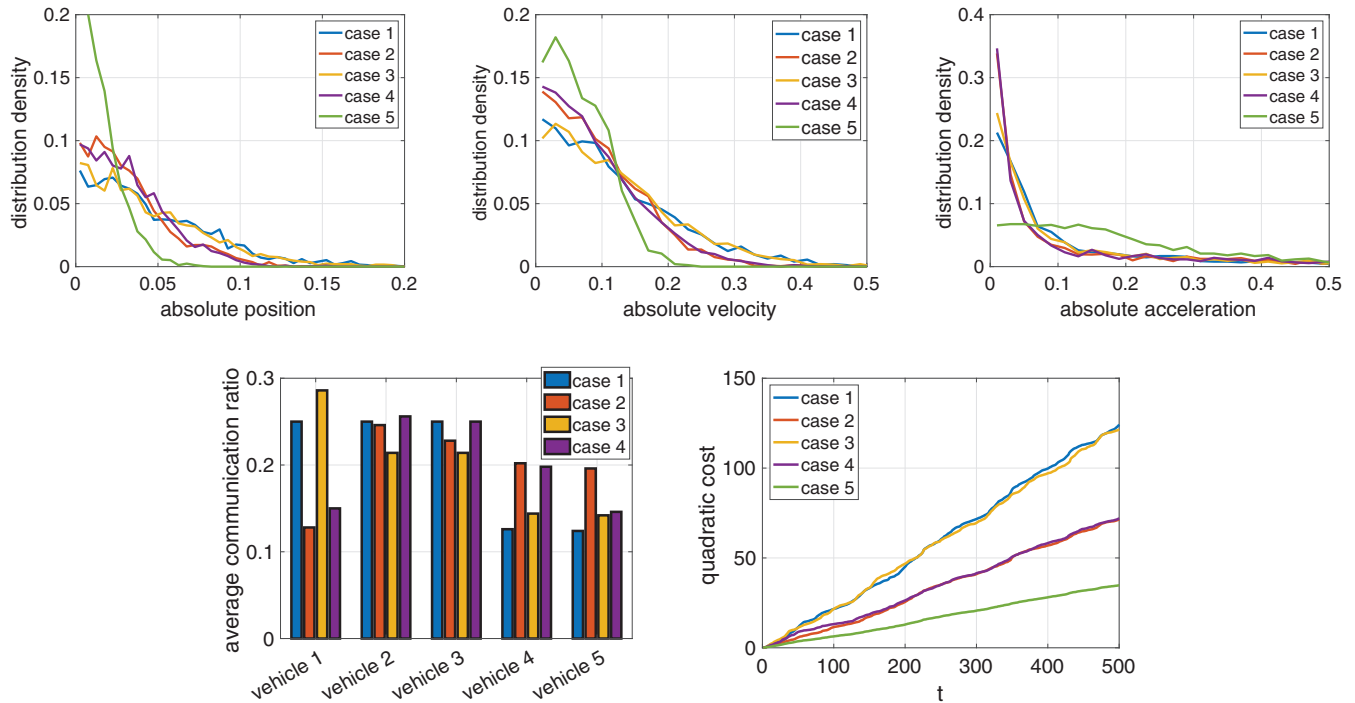 distribution density
0.2
0.15
0.1
0.05
0
0
0.05
0.1
0.15
0.2
absolute position
case 1
case 2
case 3
case 4
case 5
distribution density
0.2
0.15
0.1
0.05
0
0
0.1
0.2
0.3
0.4
0.5
absolute velocity
case 1
case 2
case 3
case 4
case 5
distribution density
0.4
0.3
0.2
0.1
0
0
0.1
0.2
0.3
0.4
0.5
absolute acceleration
case 1
case 2
case 3
case 4
case 5
average communication ratio
0.3
0.2
0.1
0
vehicle 1
vehicle 2
vehicle 3
vehicle 4
vehicle 5
case 1
case 2
case 3
case 4
quadratic cost
150
100
50
0
0
100
200
300
400
500
t
case 1
case 2
case 3
case 4
case 5